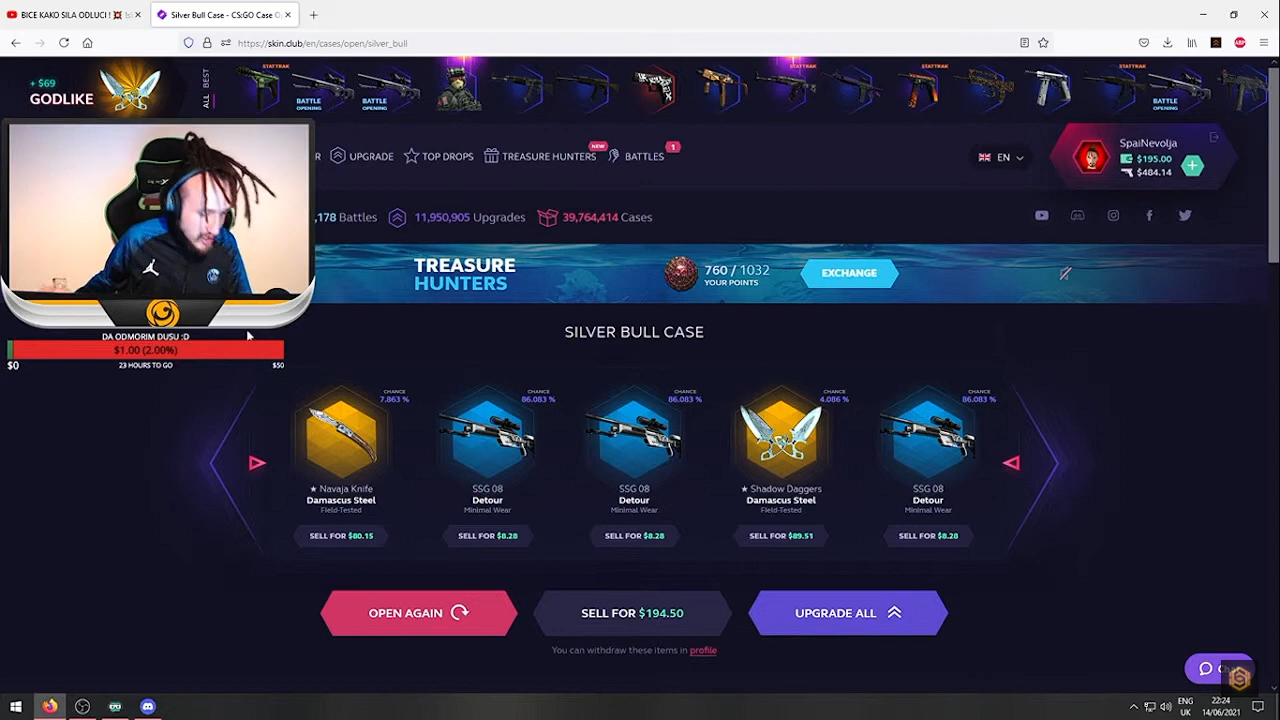 BICE KAKO SILA ODLUCI !
Silver Bull Case - CS:GO Case O
https://skin.club/en/cases/open/silver_bull
+ $69
GODLIKE
ALL BEST
STATTRAK
BATTLE OPENING
BATTLE OPENING
STATTRAK
STATTRAK
STATTRAK
BATTLE OPENING
R
UPGRADE
TOP DROPS
TREASURE HUNTERS
NEW
BATTLES
1
EN
SpaiNevolja
$195.00
$484.14
,178 Battles
11,950,905 Upgrades
39,764,414 Cases
TREASURE
HUNTERS
760 / 1032
YOUR POINTS
EXCHANGE
DA ODMORIM DUSU :D
$1.00 (2.00%)
$0
23 HOURS TO GO
$50
SILVER BULL CASE
CHANCE
7.863 %
CHANCE
86.083 %
CHANCE
86.083 %
CHANCE
4.086 %
CHANCE
86.083 %
★ Navaja Knife
Damascus Steel
Field-Tested
SELL FOR $80.15
SSG 08
Detour
Minimal Wear
SELL FOR $8.28
SSG 08
Detour
Minimal Wear
SELL FOR $8.28
★ Shadow Daggers
Damascus Steel
Field-Tested
SELL FOR $89.51
SSG 08
Detour
Minimal Wear
SELL FOR $8.28
OPEN AGAIN
SELL FOR $194.50
UPGRADE ALL
You can withdraw these items in profile
ENG
UK
22:24
14/06/2021